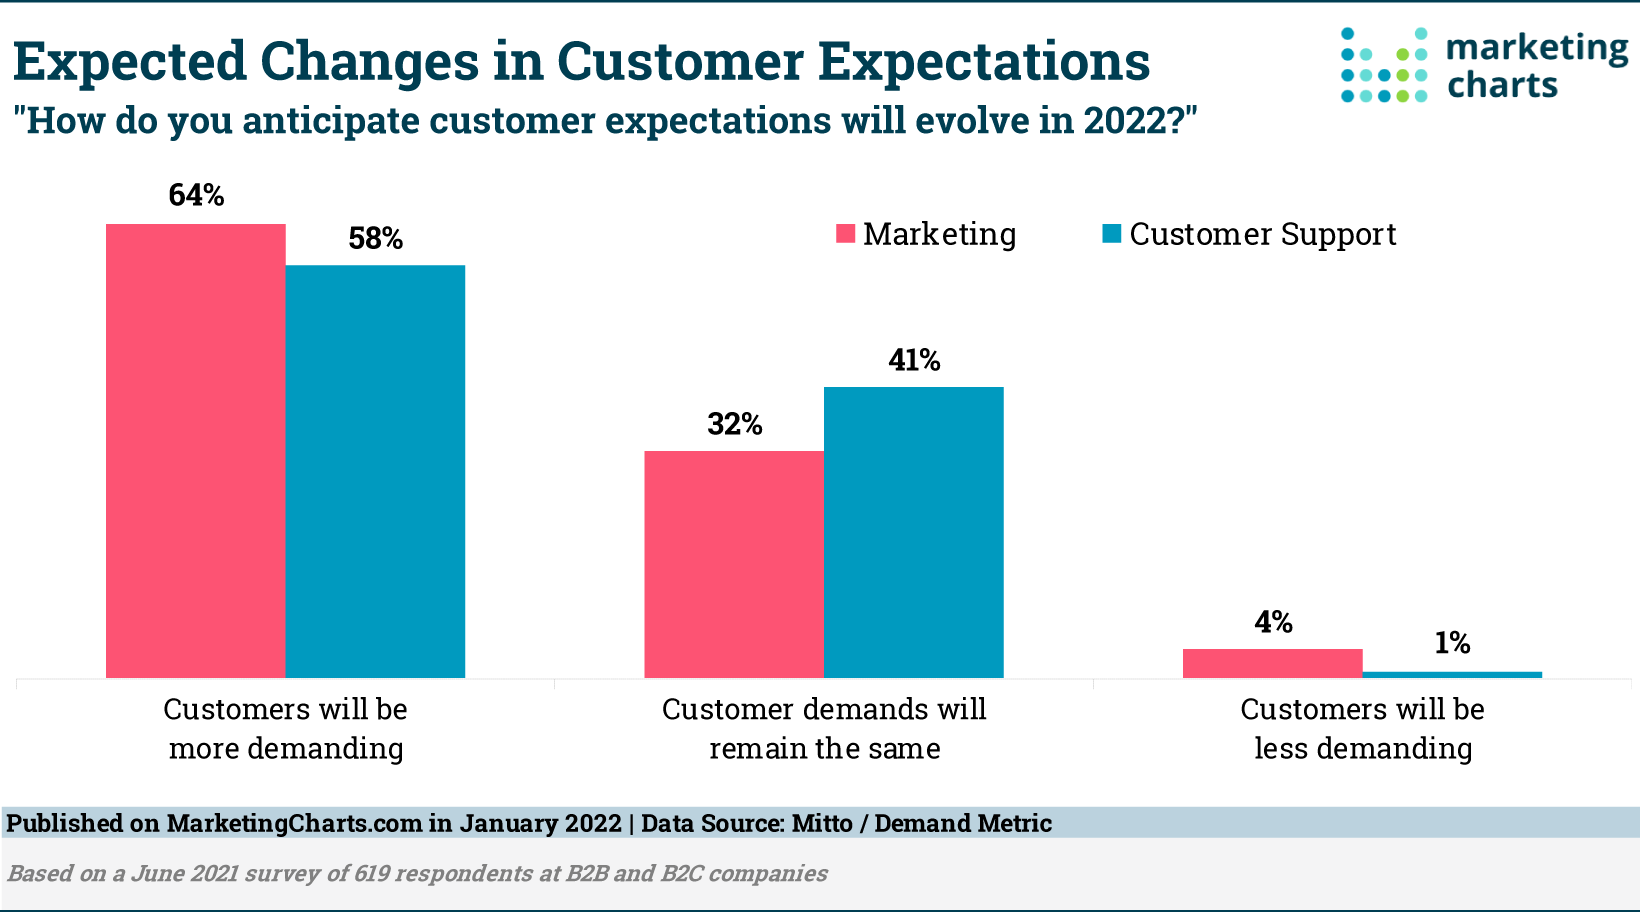 Expected Changes in Customer Expectations
"How do you anticipate customer expectations will evolve in 2022?"
marketing
charts
64%
58%
Marketing
Customer Support
41%
32%
4%
1%
Customers will be
more demanding
Customer demands will
remain the same
Customers will be
less demanding
Published on MarketingCharts.com in January 2022 | Data Source: Mitto / Demand Metric
Based on a June 2021 survey of 619 respondents at B2B and B2C companies